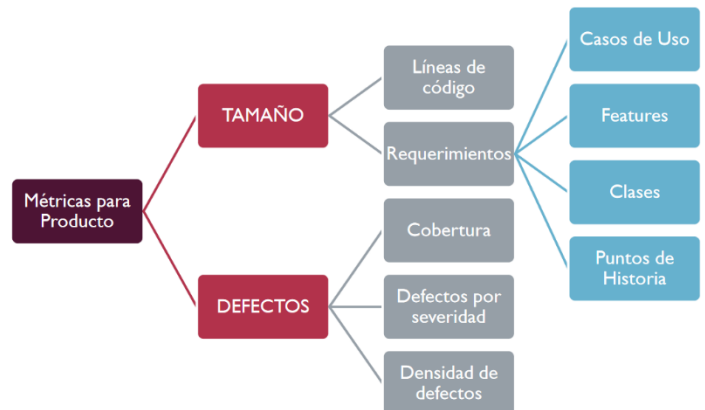 Métricas para
Producto
TAMAÑO
Líneas de
código
Requerimientos
Casos de Uso
Features
Clases
Puntos de
Historia
DEFECTOS
Cobertura
Defectos por
severidad
Densidad de
defectos